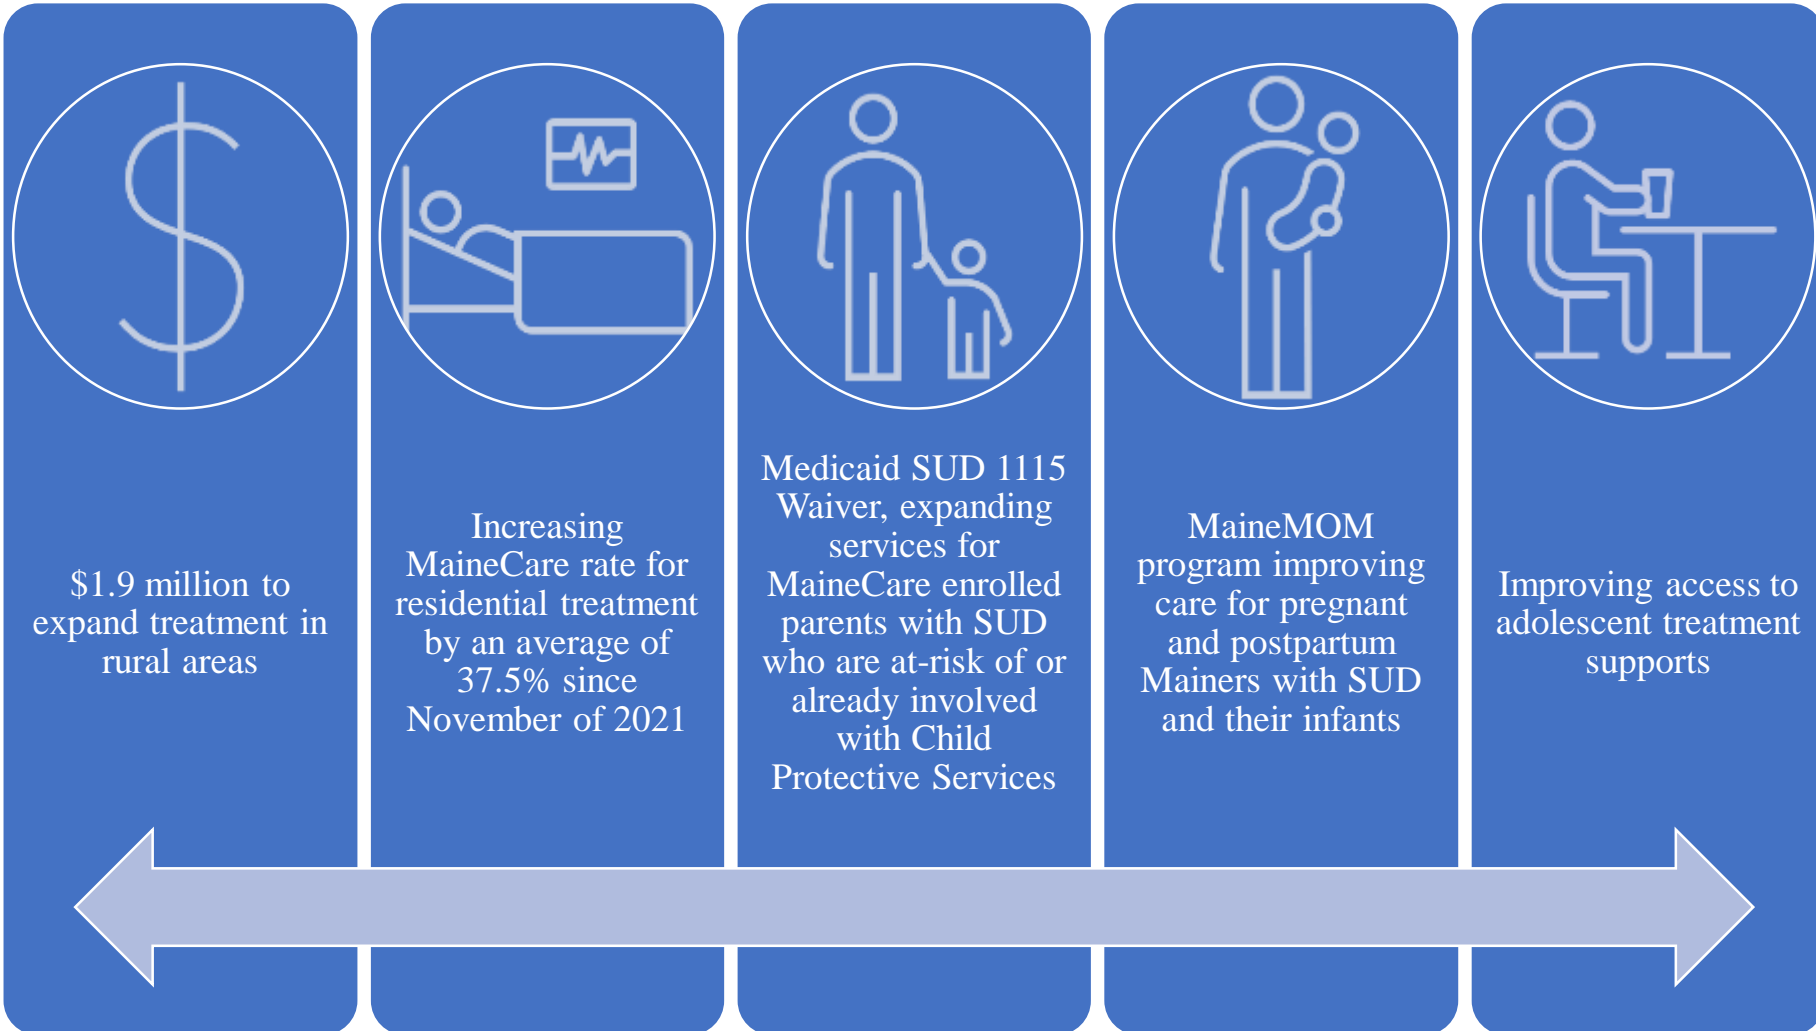 $1.9 million to
expand treatment in
rural areas
Increasing
MaineCare rate for
residential treatment
by an average of
37.5% since
November of 2021
Medicaid SUD 1115
Waiver, expanding
services for
MaineCare enrolled
parents with SUD
who are at-risk of or
already involved
with Child
Protective Services
MaineMOM
program improving
care for pregnant
and postpartum
Mainers with SUD
and their infants
Improving access to
adolescent treatment
supports